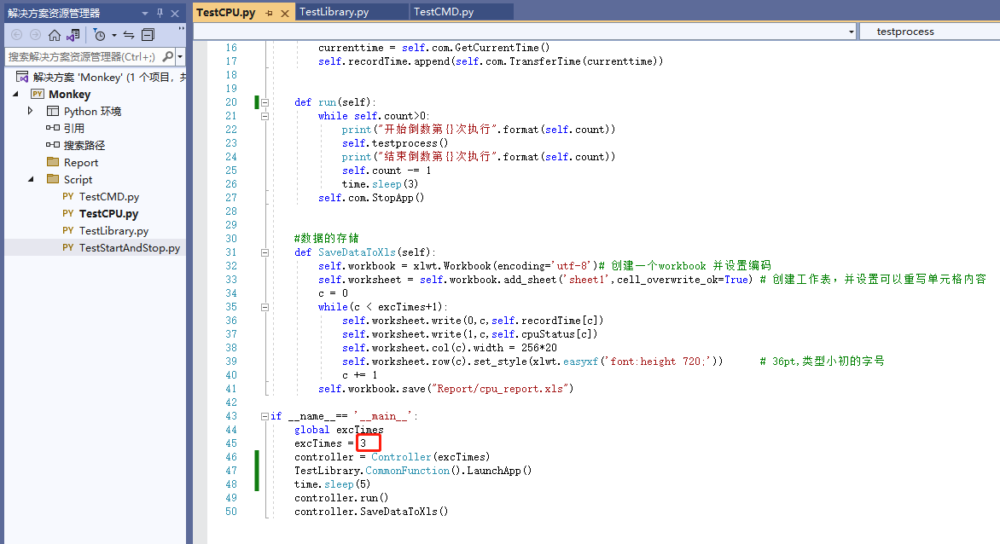 解决方案资源管理器
搜索解决方案资源管理器(Ctrl+;)
解决方案 'Monkey' (1 个项目，共
PY Monkey
Python 环境
引用
搜索路径
Report
Script
PY TestCMD.py
PY TestCPU.py
PY TestLibrary.py
PY TestStartAndStop.py
TestCPU.py TestLibrary.py TestCMD.py
testprocess
16 currenttime = self.com.GetCurrentTime()
17 self.recordTime.append(self.com.TransferTime(currenttime))
18
19
20 def run(self):
21 while self.count>0:
22 print("开始倒数第{}次执行".format(self.count))
23 self.testprocess()
24 print("结束倒数第{}次执行".format(self.count))
25 self.count -= 1
26 time.sleep(3)
27 self.com.StopApp()
28
29
30 #数据的存储
31 def SaveDataToXls(self):
32 self.workbook = xlwt.Workbook(encoding='utf-8')# 创建一个workbook 并设置编码
33 self.worksheet = self.workbook.add_sheet('sheet1',cell_overwrite_ok=True) # 创建工作表，并设置可以重写单元格内容
34 c = 0
35 while(c < excTimes+1):
36 self.worksheet.write(0,c,self.recordTime[c])
37 self.worksheet.write(1,c,self.cpuStatus[c])
38 self.worksheet.col(c).width = 256*20
39 self.worksheet.row(c).set_style(xlwt.easyxf('font:height 720;')) # 36pt,类型小初的字号
40 c += 1
41 self.workbook.save("Report/cpu_report.xls")
42
43 if __name__== '__main__':
44 global excTimes
45 excTimes = 3
46 controller = Controller(excTimes)
47 TestLibrary.CommonFunction().LaunchApp()
48 time.sleep(5)
49 controller.run()
50 controller.SaveDataToXls()